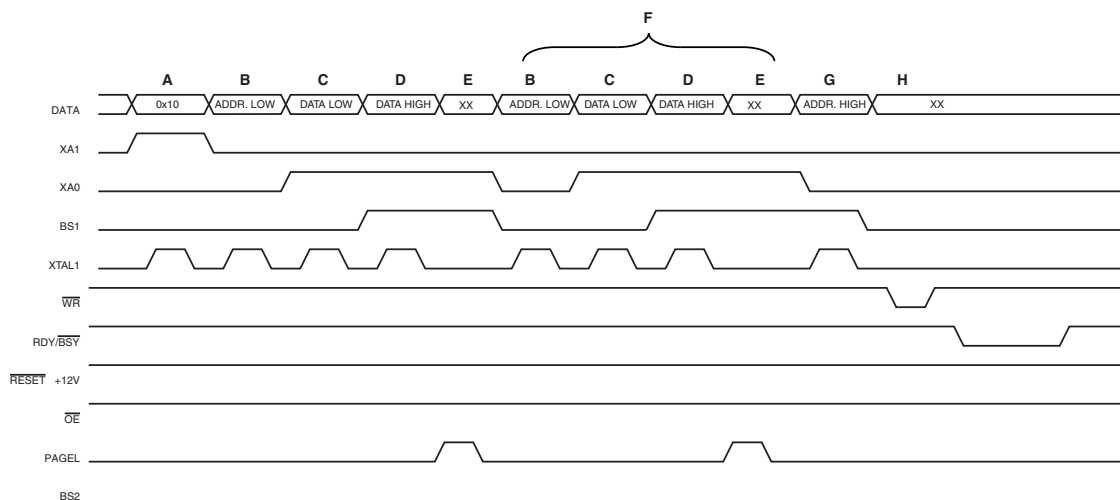 F
A B C D E B C D E G H
DATA 0x10 ADDR. LOW DATA LOW DATA HIGH XX ADDR. LOW DATA LOW DATA HIGH XX ADDR. HIGH XX
XA1
XA0
BS1
XTAL1
WR
RDY/BSY
RESET +12V
OE
PAGEL
BS2